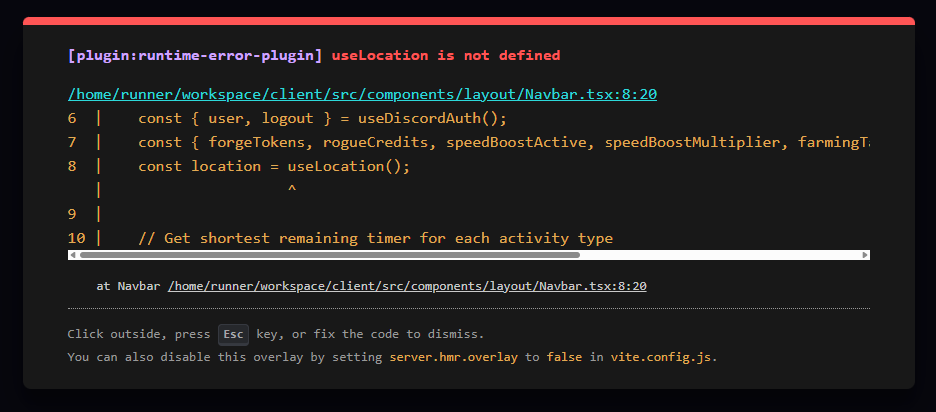 [plugin:runtime-error-plugin] useLocation is not defined
/home/runner/workspace/client/src/components/layout/Navbar.tsx:8:20
6  |    const { user, logout } = useDiscordAuth();
7  |    const { forgeTokens, rogueCredits, speedBoostActive, speedBoostMultiplier, farmingTa
8  |    const location = useLocation();
   |                     ^
9  |
10 |    // Get shortest remaining timer for each activity type
at Navbar /home/runner/workspace/client/src/components/layout/Navbar.tsx:8:20
Click outside, press Esc key, or fix the code to dismiss.
You can also disable this overlay by setting server.hmr.overlay to false in vite.config.js.